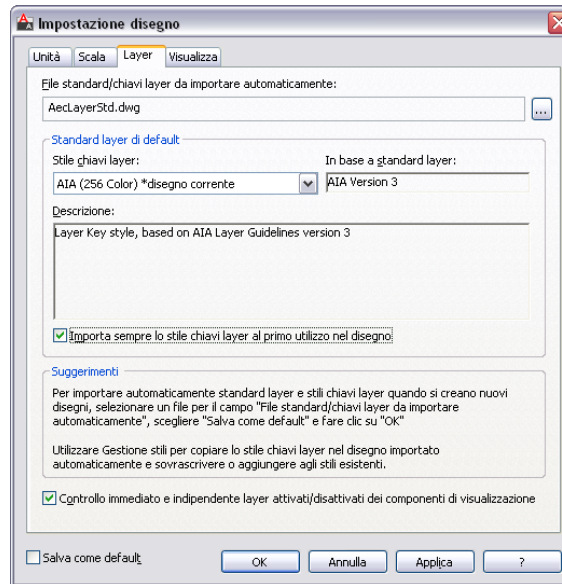 Impostazione disegno
Unità Scala Layer Visualizza
File standard/chiavi layer da importare automaticamente:
AecLayerStd.dwg ...
Standard layer di default
Stile chiavi layer: In base a standard layer:
AIA (256 Color) *disegno corrente AIA Version 3
Descrizione:
Layer Key style, based on AIA Layer Guidelines version 3
Importa sempre lo stile chiavi layer al primo utilizzo nel disegno
Suggerimenti
Per importare automaticamente standard layer e stili chiavi layer quando si creano nuovi
disegni, selezionare un file per il campo "File standard/chiavi layer da importare
automaticamente", scegliere "Salva come default" e fare clic su "OK"
Utilizzare Gestione stili per copiare lo stile chiavi layer nel disegno importato
automaticamente e sovrascrivere o aggiungere agli stili esistenti.
Controllo immediato e indipendente layer attivati/disattivati dei componenti di visualizzazione
Salva come default OK Annulla Applica ?